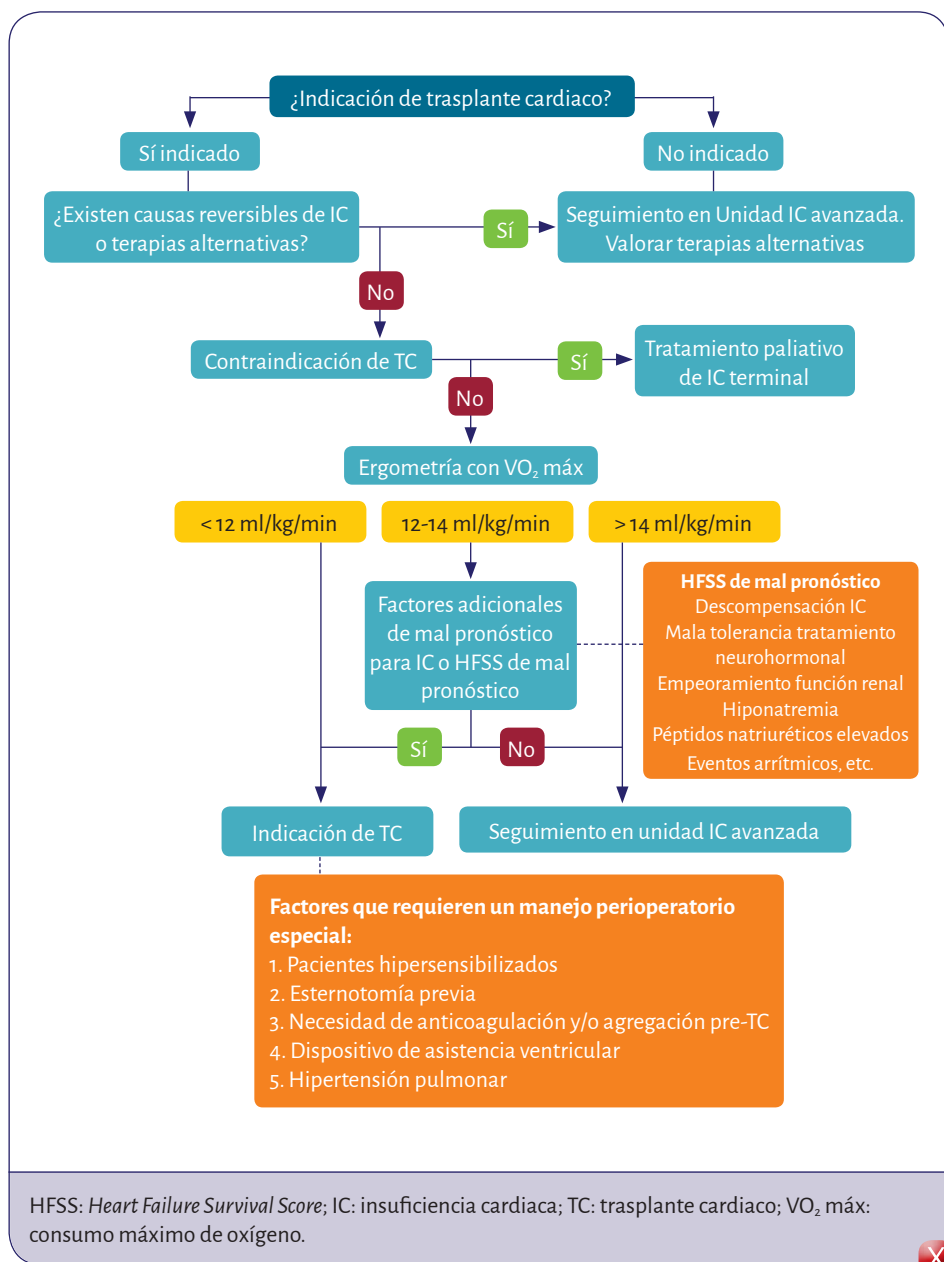 ¿Indicación de trasplante cardiaco?
Sí indicado
No indicado
¿Existen causas reversibles de IC
o terapias alternativas?
Sí
Seguimiento en Unidad IC avanzada.
Valorar terapias alternativas
No
Contraindicación de TC
Sí
Tratamiento paliativo
de IC terminal
No
Ergometría con VO₂ máx
< 12 ml/kg/min
12-14 ml/kg/min
> 14 ml/kg/min
Factores adicionales
de mal pronóstico
para IC o HFSS de mal
pronóstico
HFSS de mal pronóstico
Descompensación IC
Mala tolerancia tratamiento
neurohormonal
Empeoramiento función renal
Hiponatremia
Péptidos natriuréticos elevados
Eventos arrítmicos, etc.
Sí
No
Indicación de TC
Seguimiento en unidad IC avanzada
Factores que requieren un manejo perioperatorio
especial:
1. Pacientes hipersensibilizados
2. Esternotomía previa
3. Necesidad de anticoagulación y/o agregación pre-TC
4. Dispositivo de asistencia ventricular
5. Hipertensión pulmonar
HFSS: Heart Failure Survival Score; IC: insuficiencia cardiaca; TC: trasplante cardiaco; VO₂ máx:
consumo máximo de oxígeno.
X